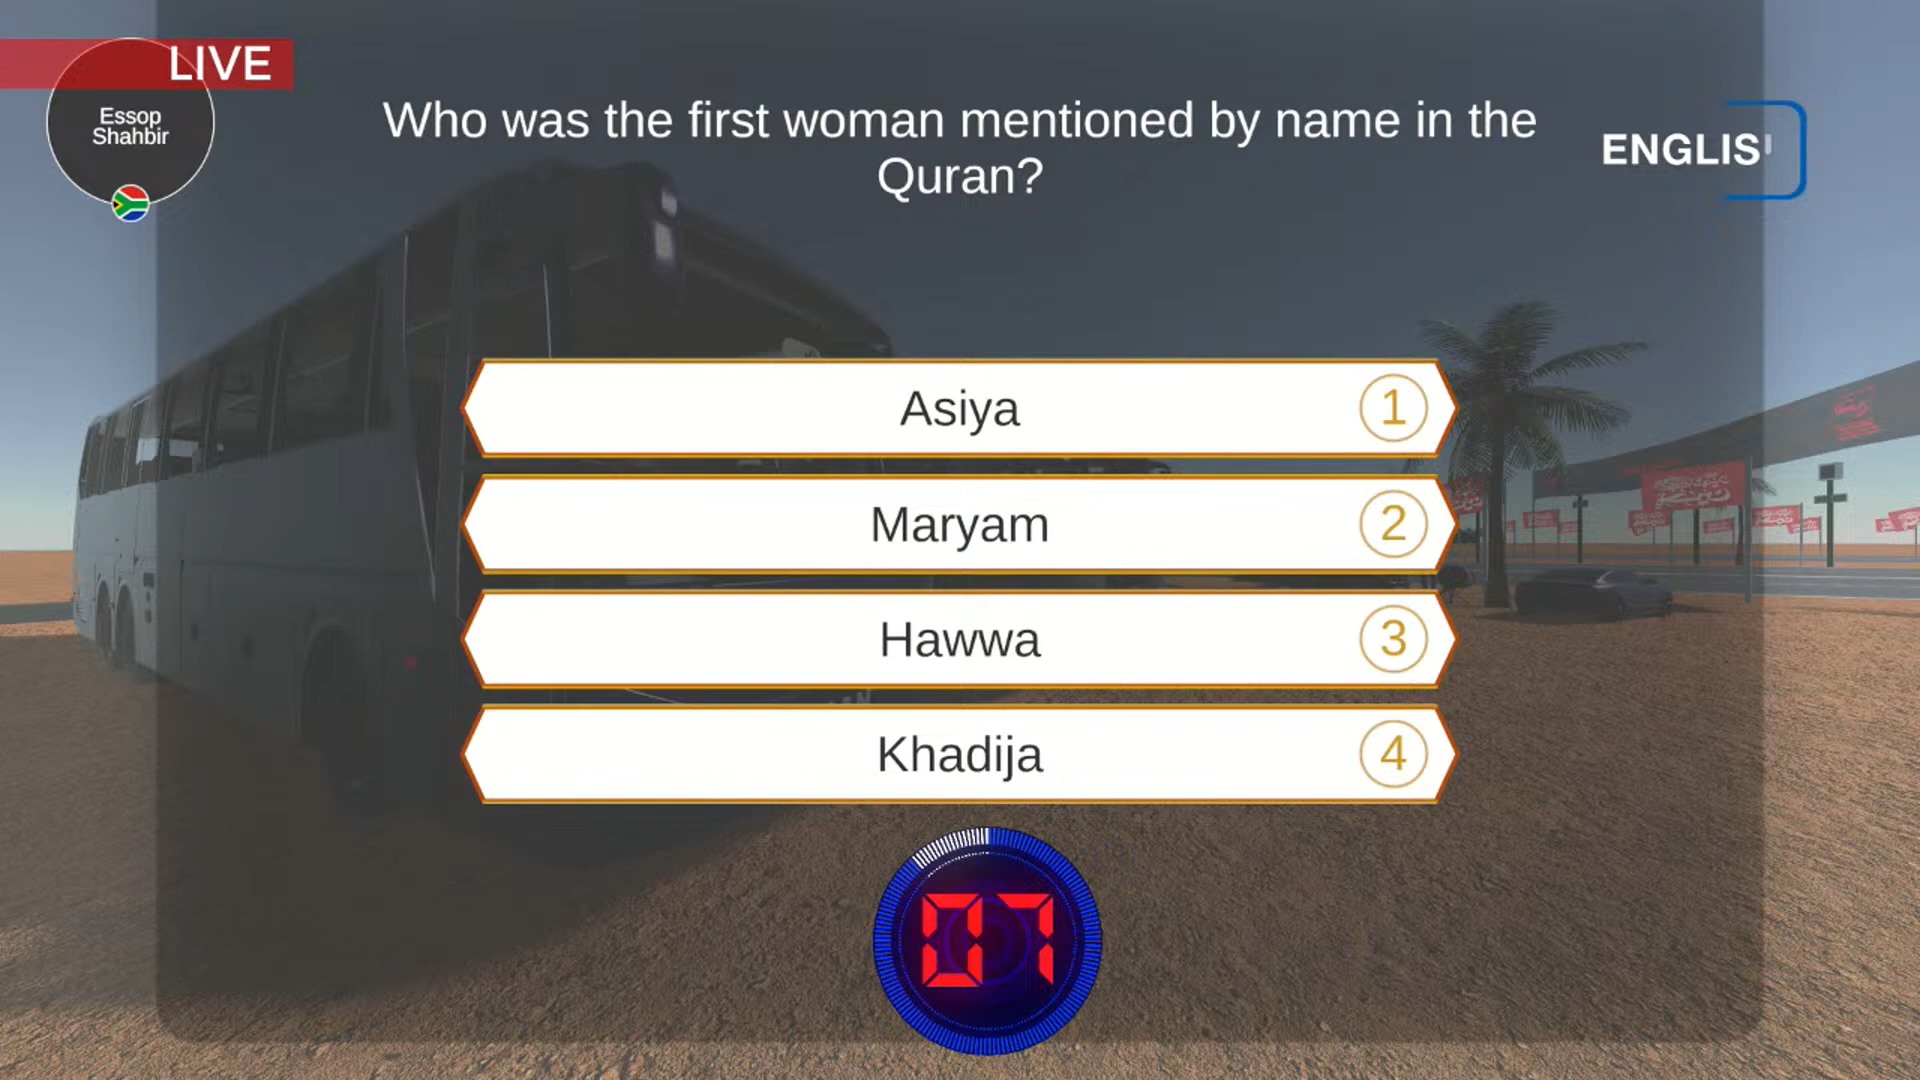 LIVE
Essop
Shahbir
Who was the first woman mentioned by name in the
Quran?
ENGLIS
Asiya
1
Maryam
2
Hawwa
3
Khadija
4
07